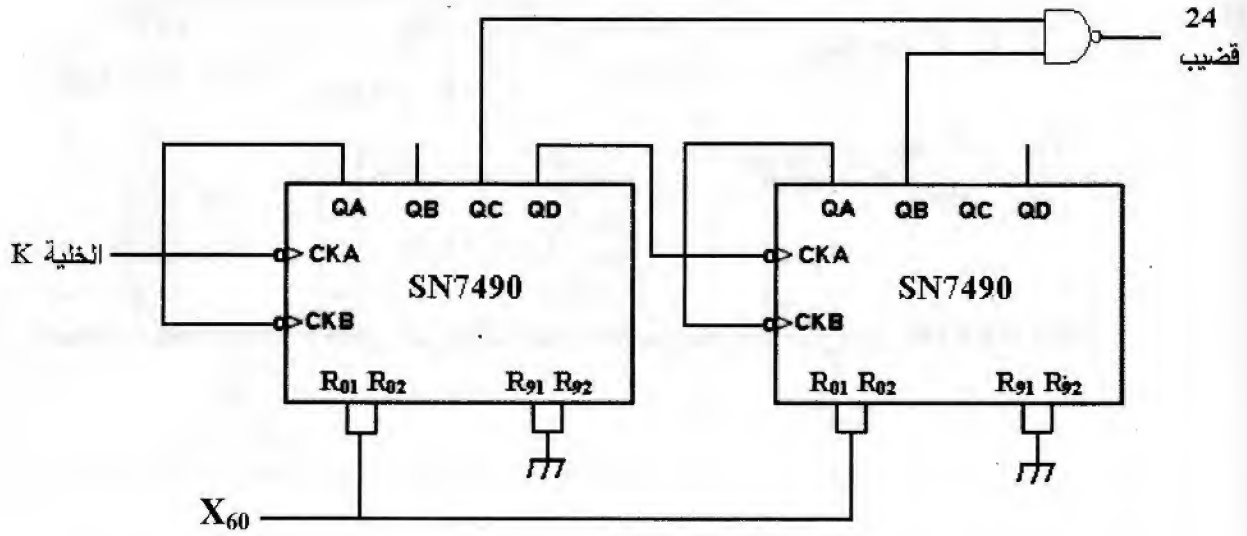 24
قضيب
QA QB QC QD
QA QB QC QD
الخلية K
CKA
CKA
SN7490
SN7490
CKB
CKB
R01 R02
R91 R92
R01 R02
R91 R92
X60